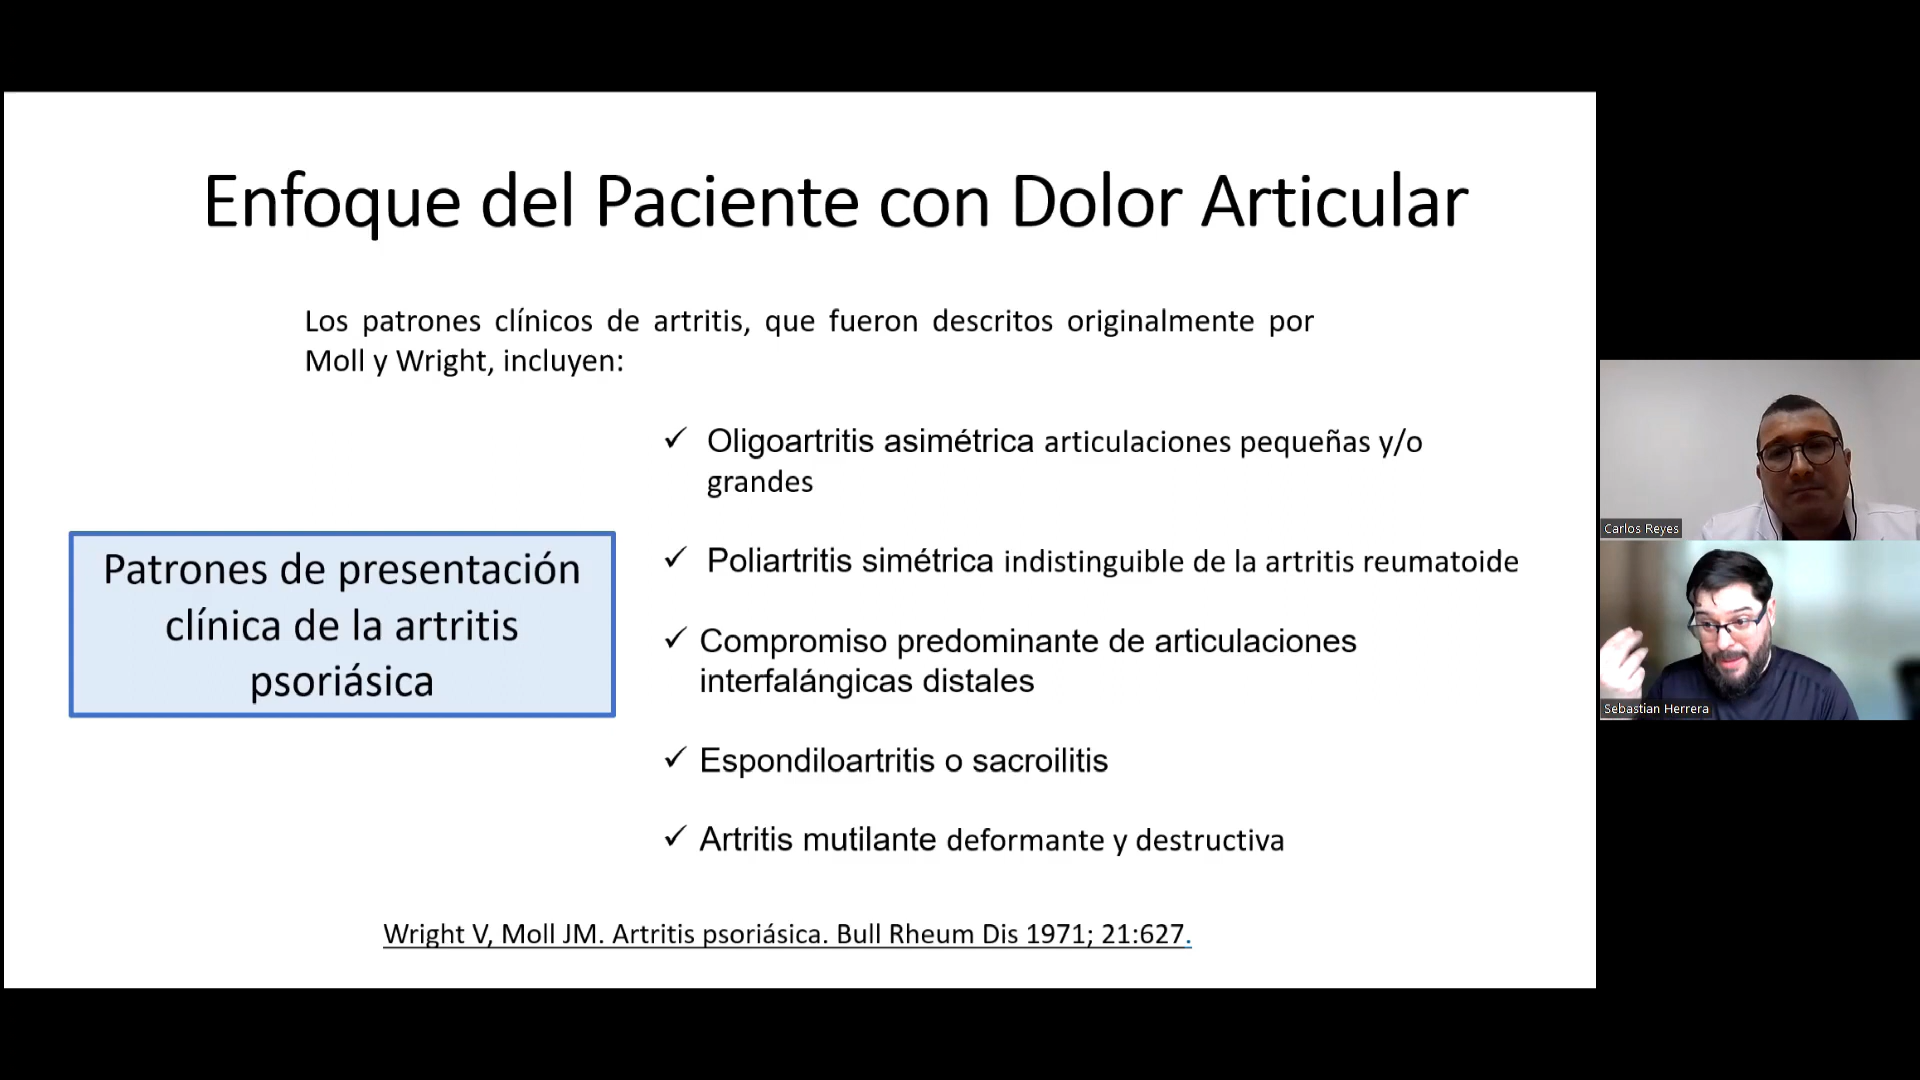 Enfoque del Paciente con Dolor Articular
Los patrones clínicos de artritis, que fueron descritos originalmente por
Moll y Wright, incluyen:
✓ Oligoartritis asimétrica articulaciones pequeñas y/o
grandes
✓ Poliartritis simétrica indistinguible de la artritis reumatoide
Patrones de presentación
clínica de la artritis
psoriásica
✓ Compromiso predominante de articulaciones
interfalángicas distales
✓ Espondiloartritis o sacroilitis
✓ Artritis mutilante deformante y destructiva
Wright V, Moll JM. Artritis psoriásica. Bull Rheum Dis 1971; 21:627.
Carlos Reyes
Sebastian Herrera